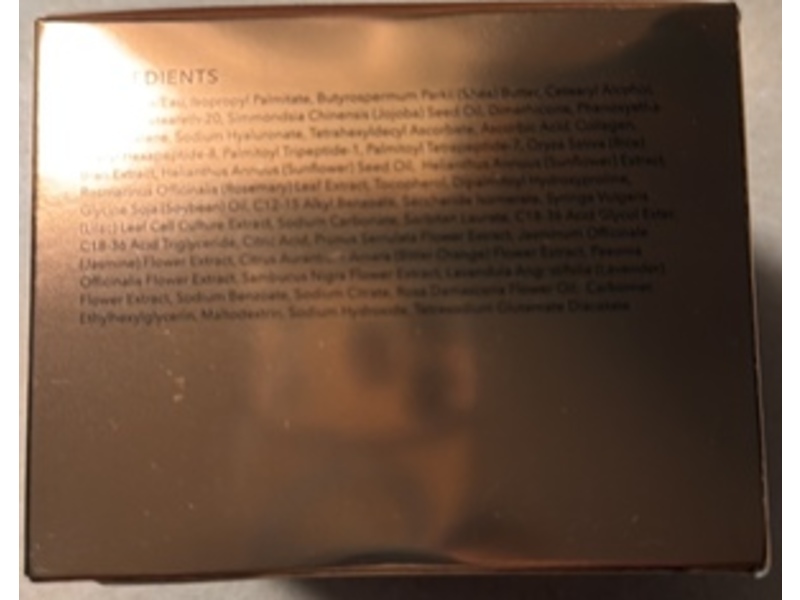 DIENTS
/Eau, Isopropyl Palmitate, Butyrospermum Parkii (Shea) Butter, Cetearyl Alcohol,
-20, Simmondsia Chinensis (Jojoba) Seed Oil, Dimethicone, Phenoxyetha-
Sodium Hyaluronate, Tetrahexyldecyl Ascorbate, Ascorbic Acid, Collagen,
Hexapeptide-8, Palmitoyl Tripeptide-1, Palmitoyl Tetrapeptide-7, Oryza Sativa (Rice)
Extract, Helianthus Annuus (Sunflower) Seed Oil, Helianthus Annuus (Sunflower) Extract,
Rosmarinus Officinalis (Rosemary) Leaf Extract, Tocopherol, Dipalmitoyl Hydroxyproline,
Glycine Soja (Soybean) Oil, C12-15 Alkyl Benzoate, Saccharide Isomerate, Syringa Vulgaris
(Lilac) Leaf Cell Culture Extract, Sodium Carbonate, Sorbitan Laurate, C18-36 Acid Glycol Ester,
C18-36 Acid Triglyceride, Citric Acid, Prunus Serrulata Flower Extract, Jasminum Officinale
(Jasmine) Flower Extract, Citrus Aurantium Amara (Bitter Orange) Flower Extract, Paeonia
Officinalis Flower Extract, Sambucus Nigra Flower Extract, Lavandula Angustifolia (Lavender)
Flower Extract, Sodium Benzoate, Sodium Citrate, Rosa Damascena Flower Oil, Carbomer,
Ethylhexylglycerin, Maltodextrin, Sodium Hydroxide, Tetrasodium Glutamate Diacetate